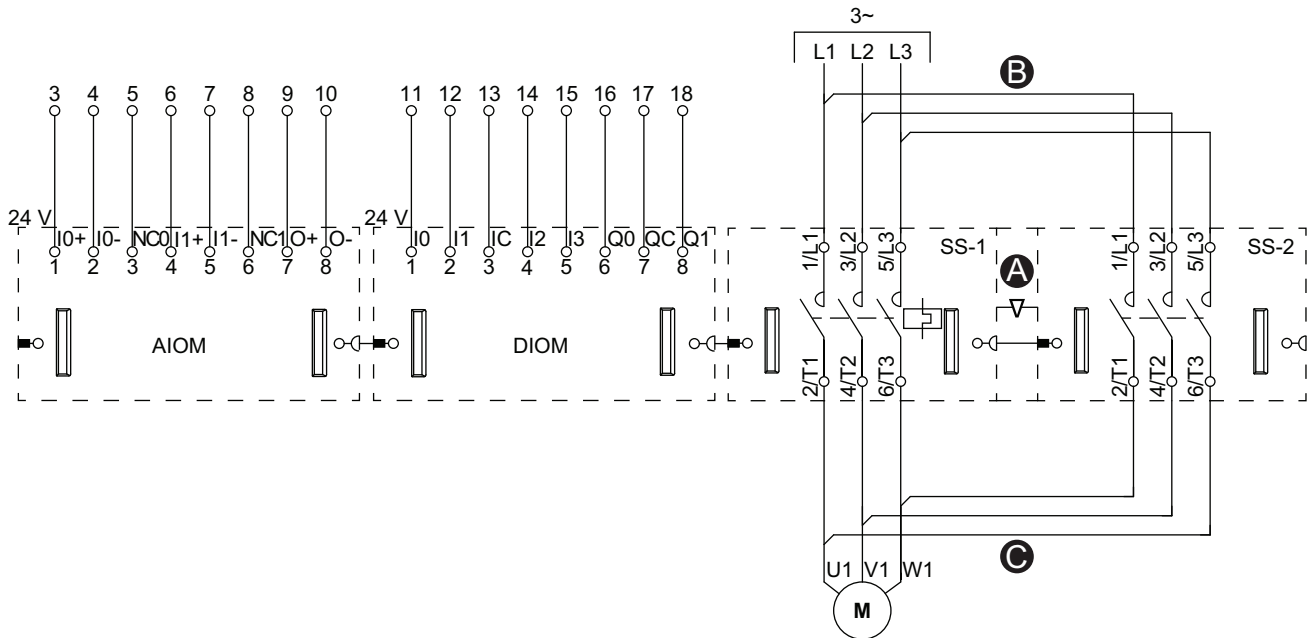 3~
L1 L2 L3
B
3 4 5 6 7 8 9 10
11 12 13 14 15 16 17 18
24 V
I0+ I0- NC0 I1+ I1- NC1 O+ O-
1 2 3 4 5 6 7 8
24 V
I0 I1 IC I2 I3 Q0 QC Q1
1 2 3 4 5 6 7 8
1/L1 3/L2 5/L3
SS-1
A
1/L1 3/L2 5/L3
SS-2
AIOM
DIOM
2/T1 4/T2 6/T3
2/T1 4/T2 6/T3
C
U1 V1 W1
M